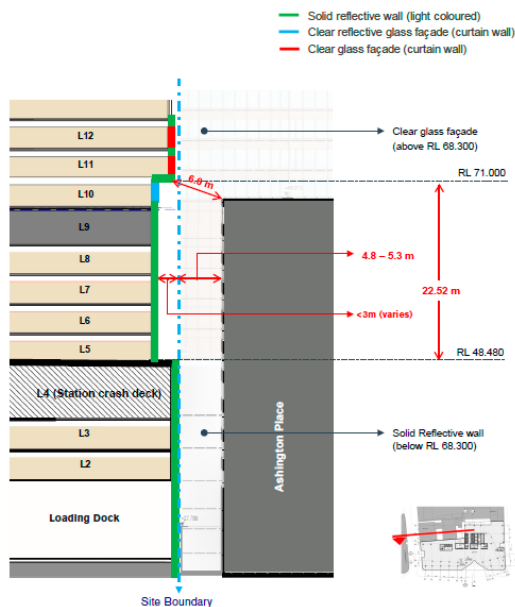 Solid reflective wall (light coloured)
Clear reflective glass façade (curtain wall)
Clear glass façade (curtain wall)
L12
Clear glass façade
(above RL 68.300)
L11
RL 71.000
6.0 m
L10
L9
4.8 – 5.3 m
L8
L7
22.52 m
<3m (varies)
L6
L5
RL 48.480
L4 (Station crash deck)
L3
Solid Reflective wall
(below RL 68.300)
L2
Ashington Place
Loading Dock
Site Boundary